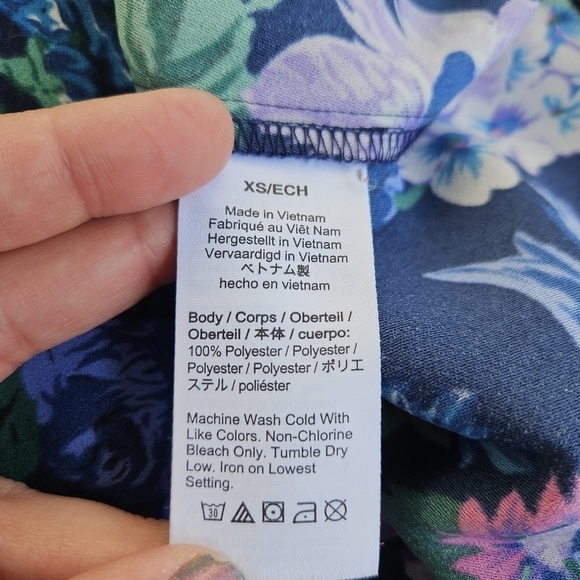 XS/ECH
Made in Vietnam
Fabriqué au Viêt Nam
Hergestellt in Vietnam
Vervaardigd in Vietnam
ベトナム製
hecho en vietnam
Body / Corps / Oberteil /
Oberteil / 本体 / cuerpo:
100% Polyester / Polyester /
Polyester / Polyester / ポリエ
ステル / poliéster
Machine Wash Cold With
Like Colors. Non-Chlorine
Bleach Only. Tumble Dry
Low. Iron on Lowest
Setting.
30